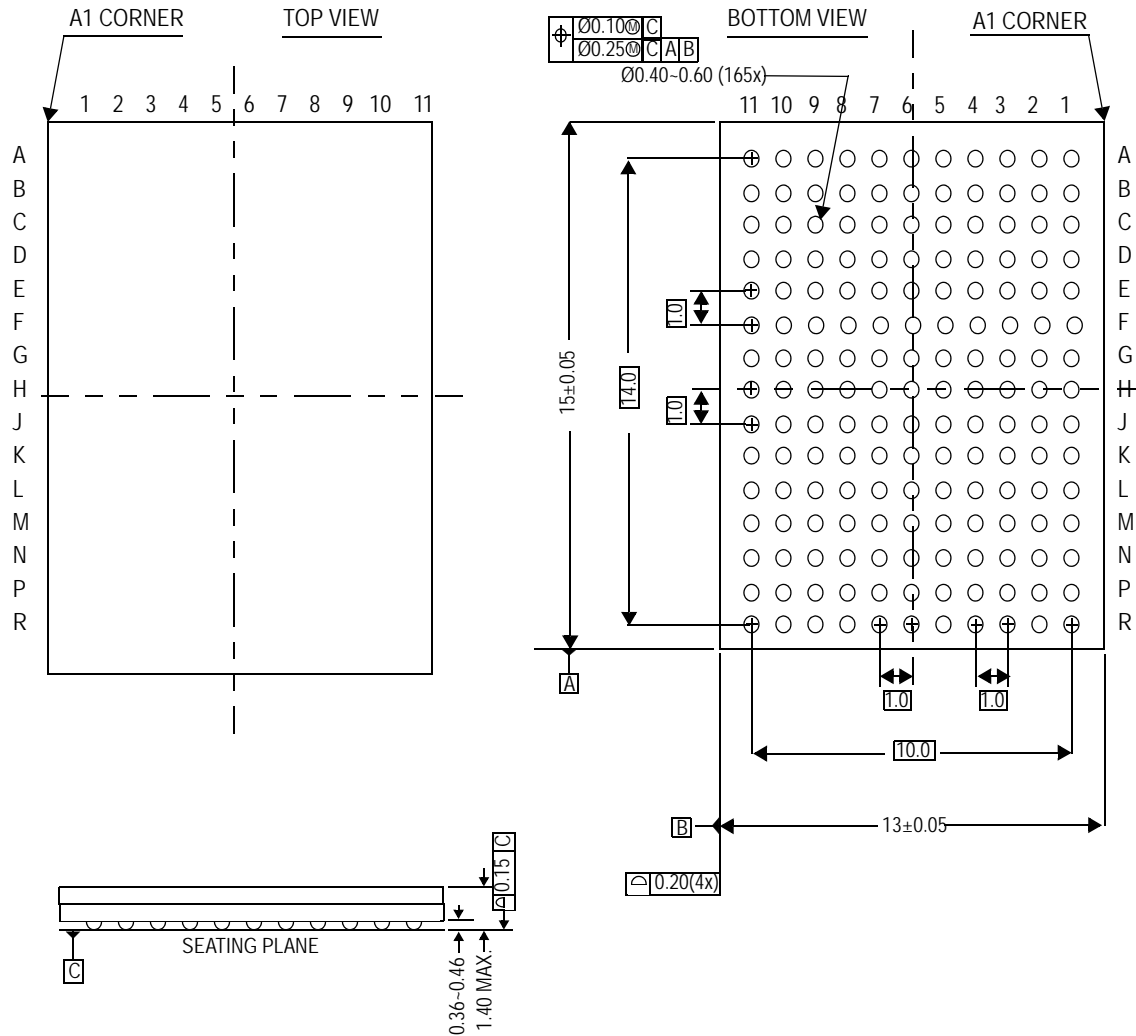 A1 CORNER TOP VIEW BOTTOM VIEW A1 CORNER
Ø0.10Ⓜ C
Ø0.25Ⓜ C A B
Ø0.40~0.60 (165x)
1 2 3 4 5 6 7 8 9 10 11
11 10 9 8 7 6 5 4 3 2 1
A
B
C
D
E
F
G
H
J
K
L
M
N
P
R
A
B
C
D
E
F
G
H
J
K
L
M
N
P
R
1.0
1.0
14.0
15±0.05
A
1.0 1.0
10.0
B 13±0.05
0.20(4x)
0.15 C
SEATING PLANE
C
0.36~0.46
1.40 MAX.